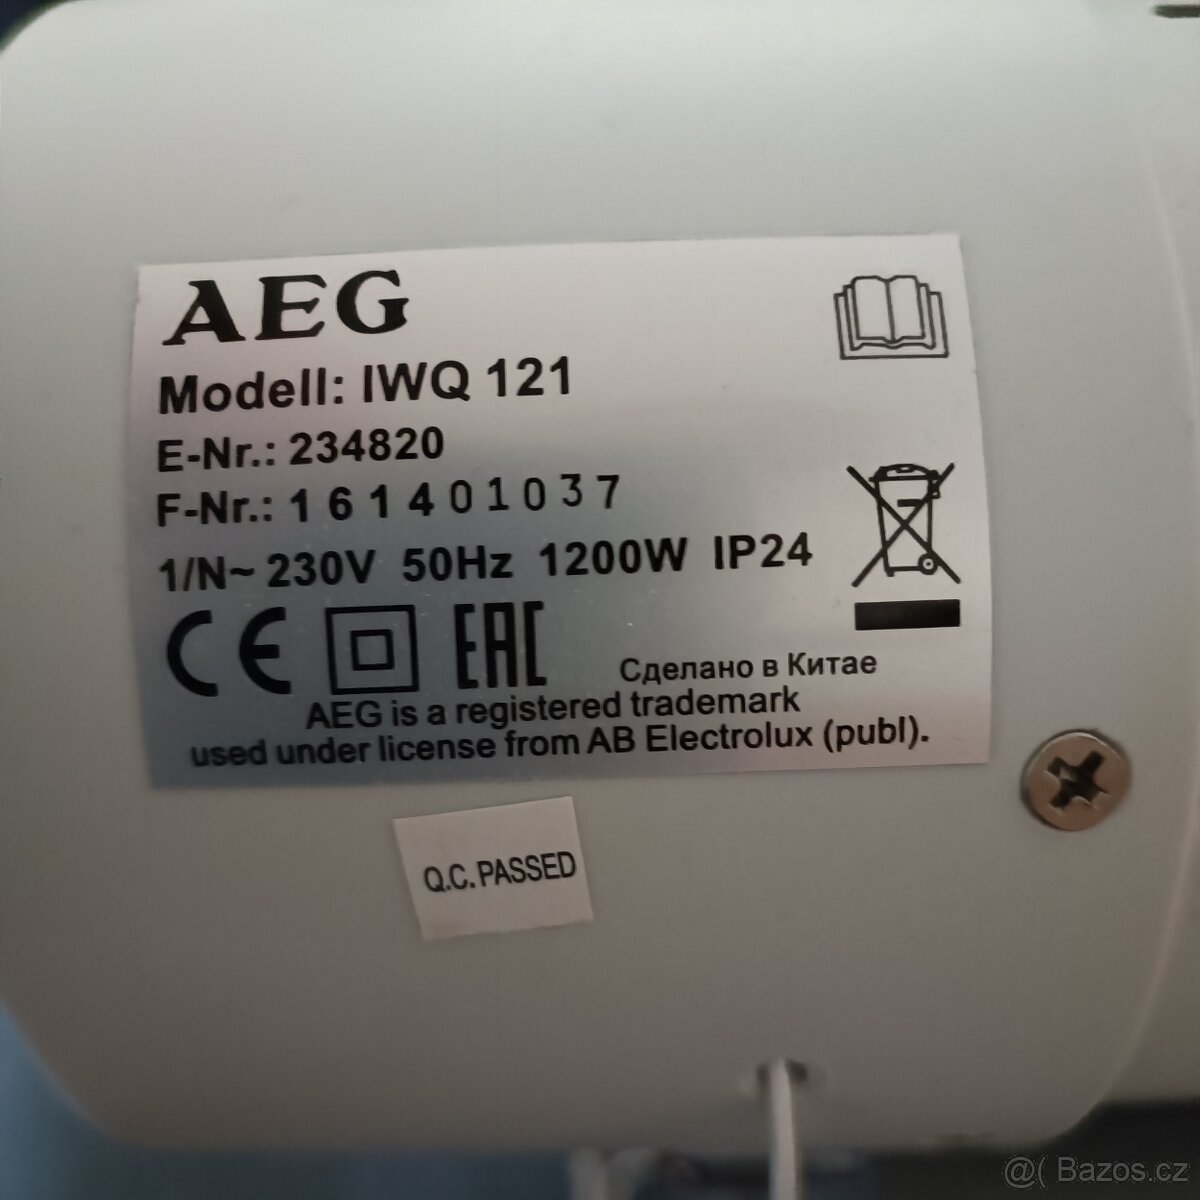 AEG
Modell: IWQ 121
E-Nr.: 234820
F-Nr.: 161401037
1/N~ 230V 50Hz 1200W IP24
CE EAC
Сделано в Китае
AEG is a registered trademark
used under license from AB Electrolux (publ).
Q.C. PASSED
@( Bazos.cz